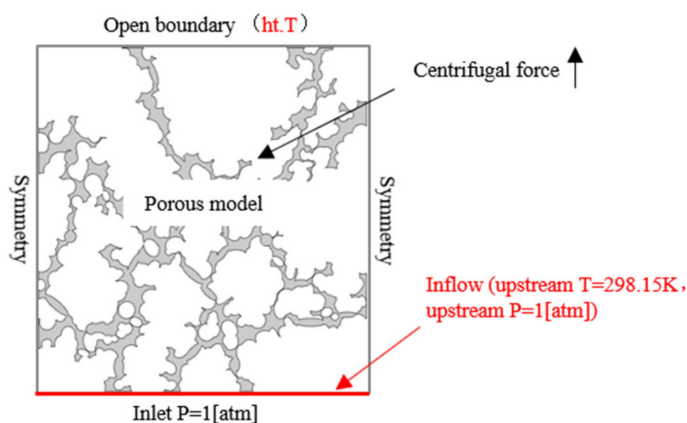 Open boundary （ht.T）
Centrifugal force
Symmetry
Porous model
Symmetry
Inflow (upstream T=298.15K，
upstream P=1[atm])
Inlet P=1[atm]